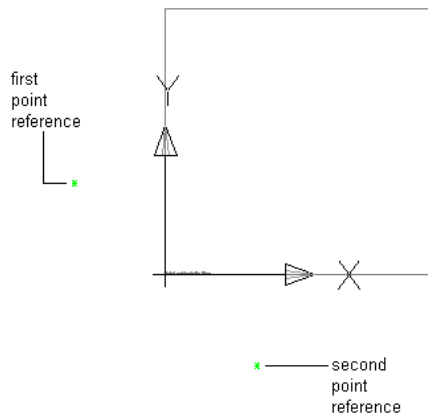 first
point
reference
Y
X
second
point
reference